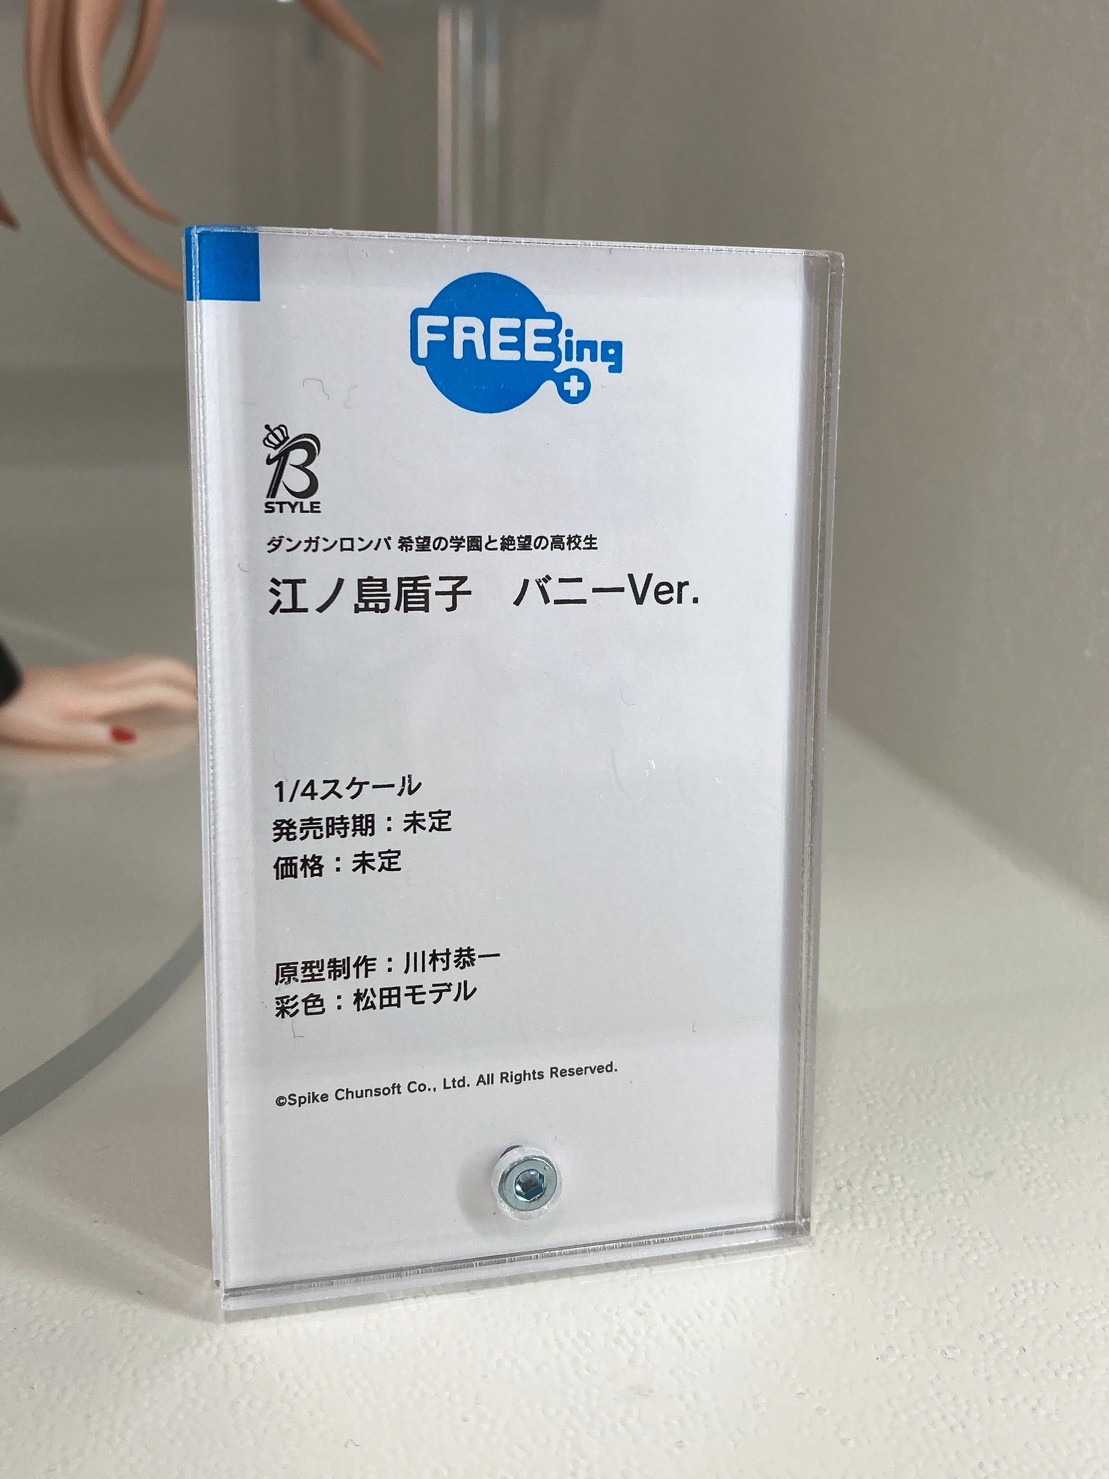 FREEing
B
STYLE
ダンガンロンパ 希望の学園と絶望の高校生
江ノ島盾子　バニーVer.
1/4スケール
発売時期：未定
価格：未定
原型制作：川村恭一
彩色：松田モデル
©Spike Chunsoft Co., Ltd. All Rights Reserved.